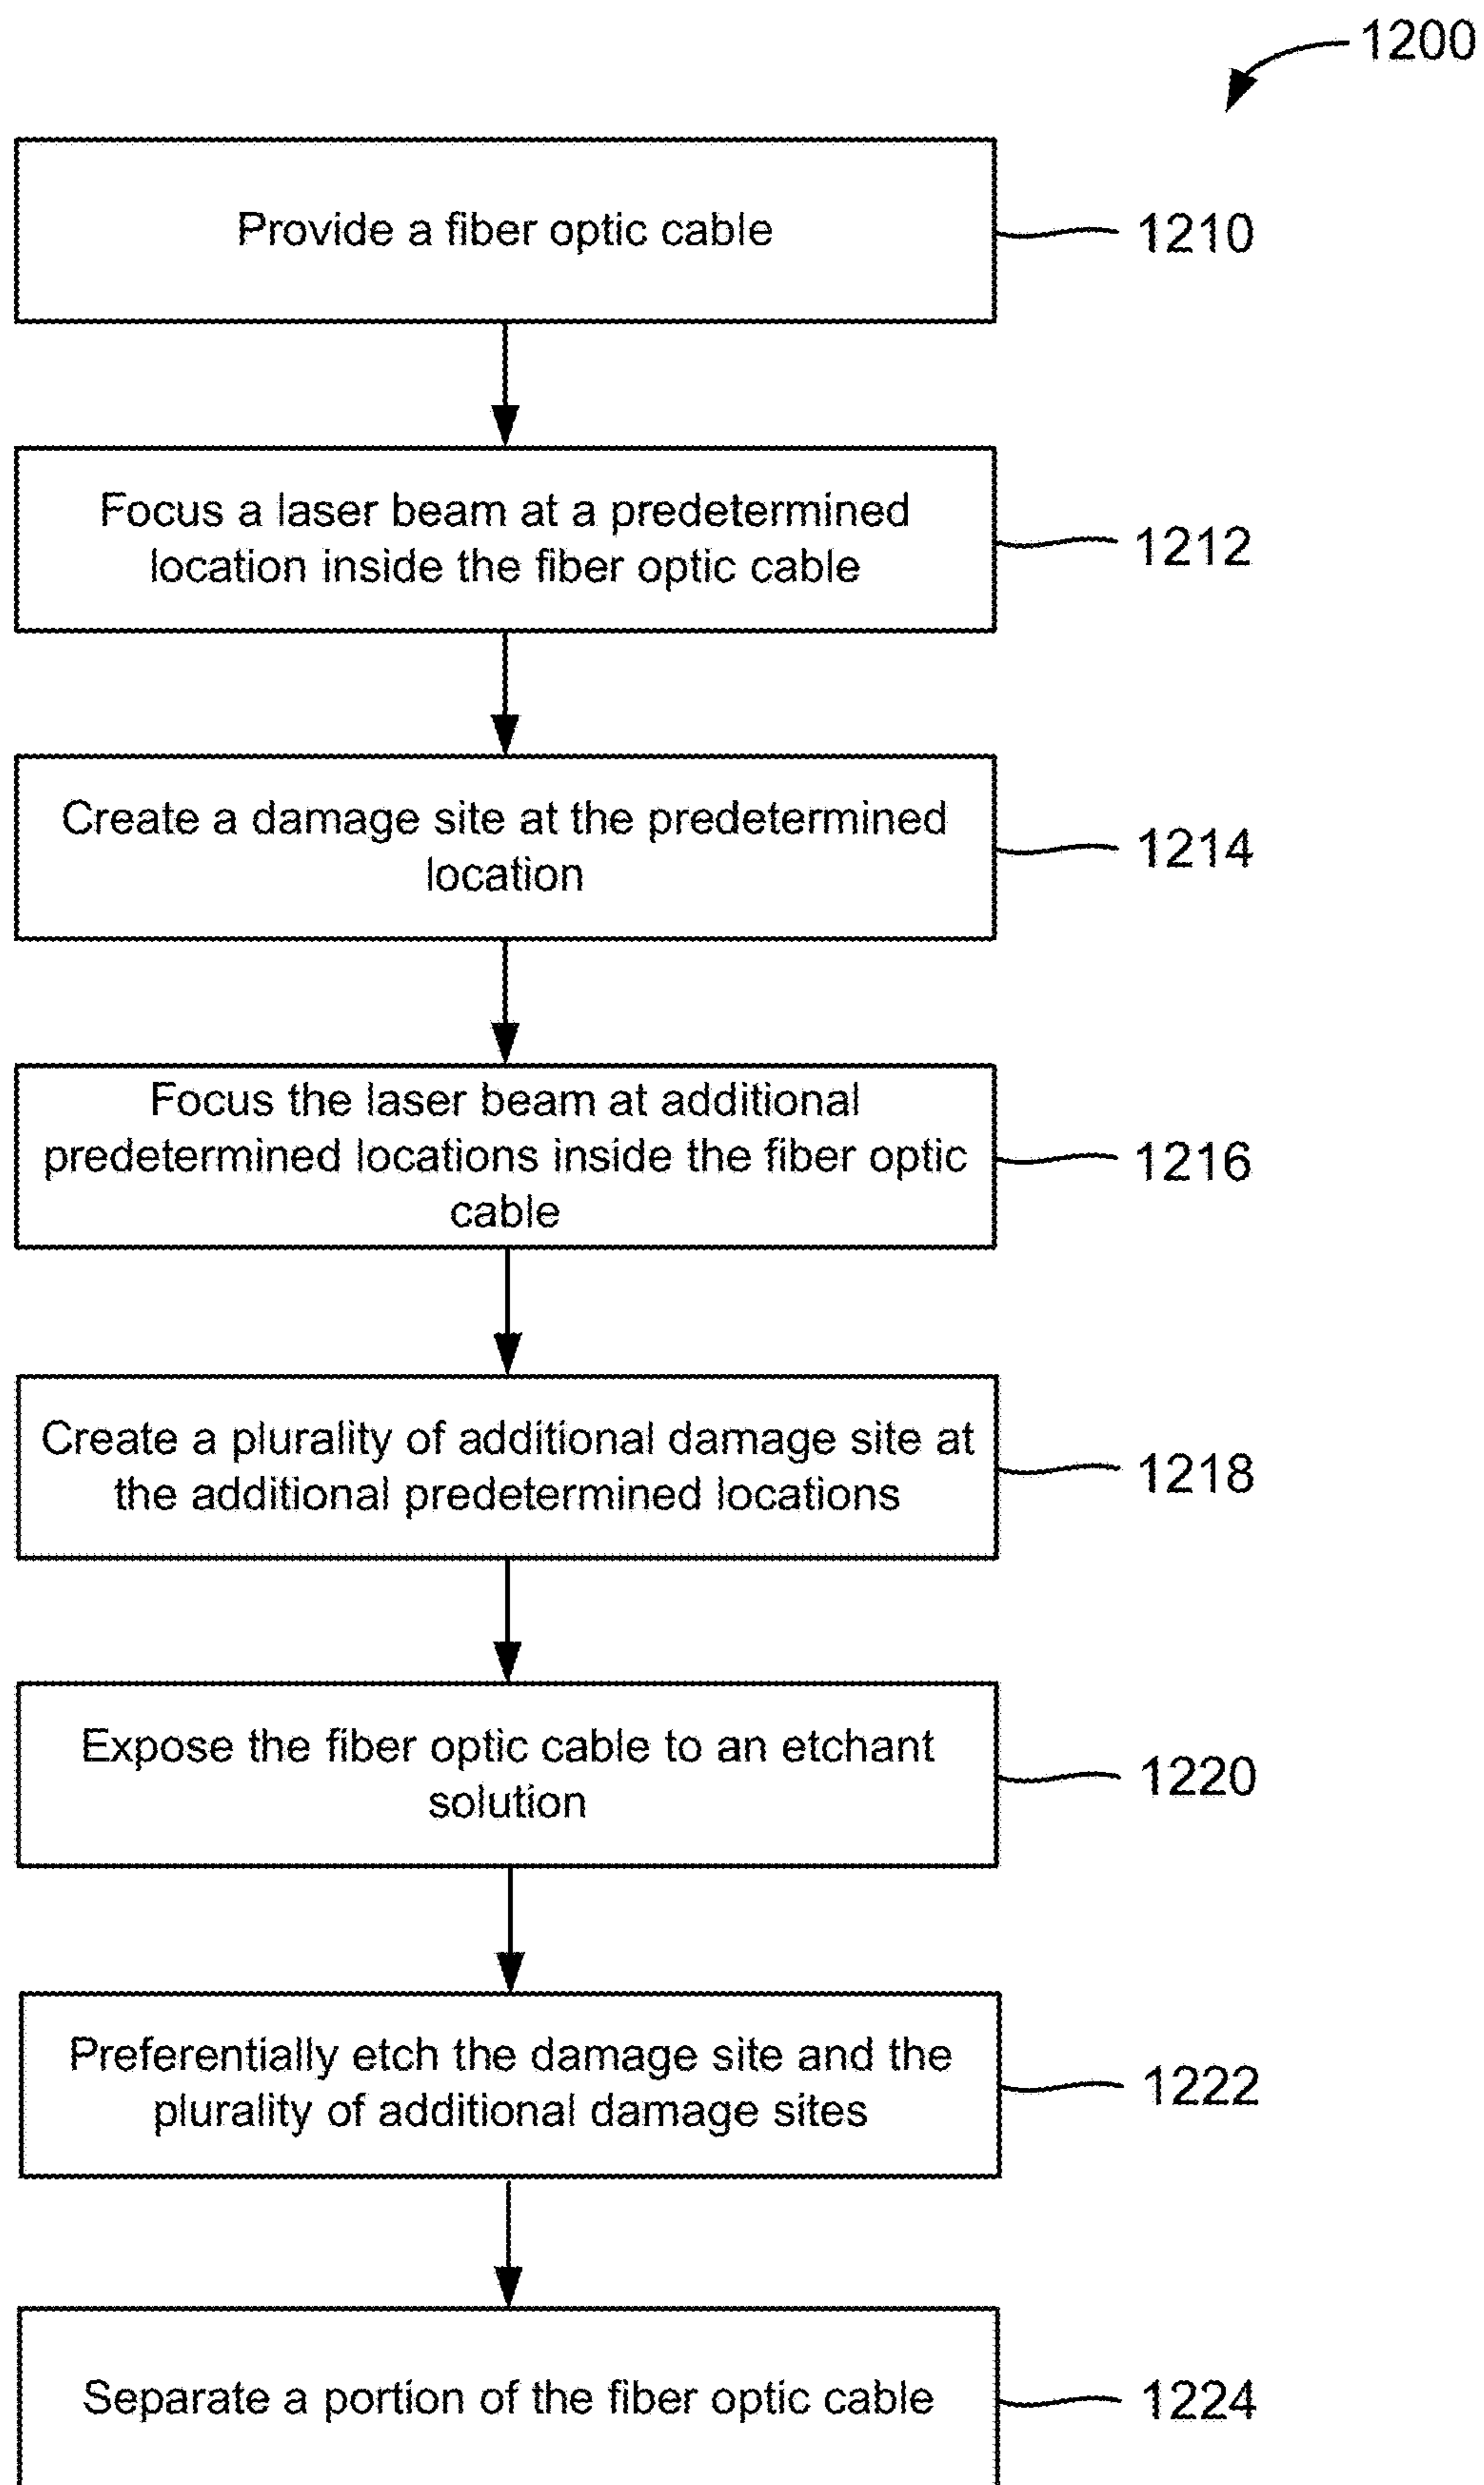 1200
Provide a fiber optic cable
1210
Focus a laser beam at a predetermined
location inside the fiber optic cable
1212
Create a damage site at the predetermined
location
1214
Focus the laser beam at additional
predetermined locations inside the fiber optic
cable
1216
Create a plurality of additional damage site at
the additional predetermined locations
1218
Expose the fiber optic cable to an etchant
solution
1220
Preferentially etch the damage site and the
plurality of additional damage sites
1222
Separate a portion of the fiber optic cable
1224